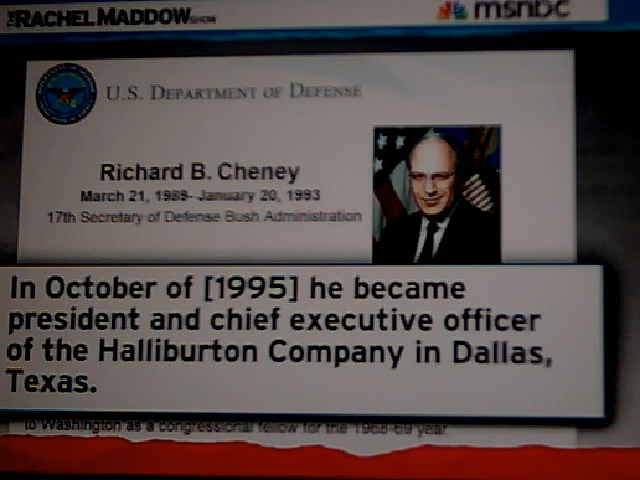 THE RACHEL MADDOW SHOW
msnbc
U.S. DEPARTMENT OF DEFENSE
Richard B. Cheney
March 21, 1989- January 20, 1993
17th Secretary of Defense Bush Administration
In October of [1995] he became
president and chief executive officer
of the Halliburton Company in Dallas,
Texas.
to Washington as a congressional fellow for the 1968-69 year